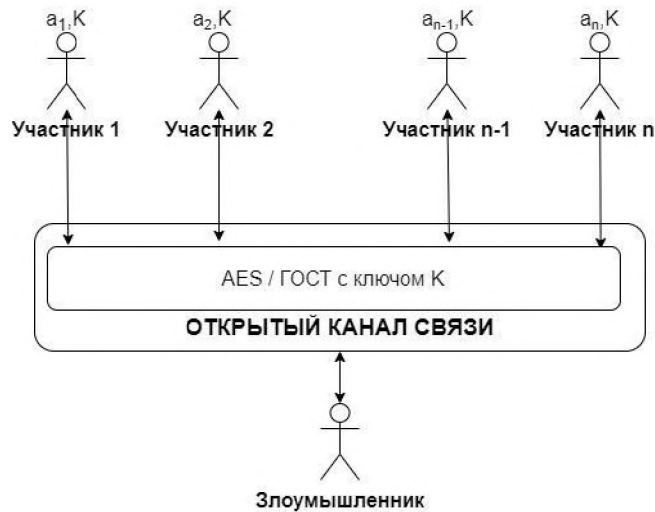 a₁,K a₂,K aₙ₋₁,K aₙ,K
Участник 1 Участник 2 Участник n-1 Участник n
AES / ГОСТ с ключом K
ОТКРЫТЫЙ КАНАЛ СВЯЗИ
Злоумышленник